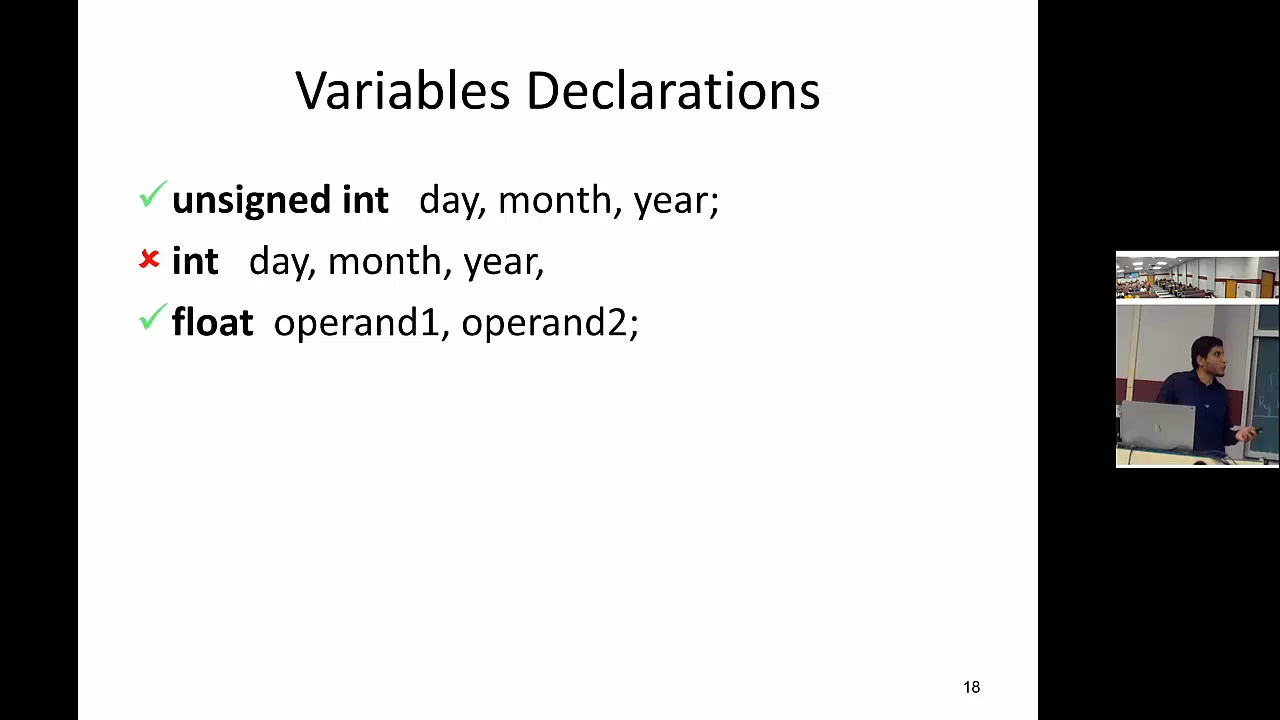 Variables Declarations
✓ unsigned int day, month, year;
✗ int day, month, year,
✓ float operand1, operand2;
18